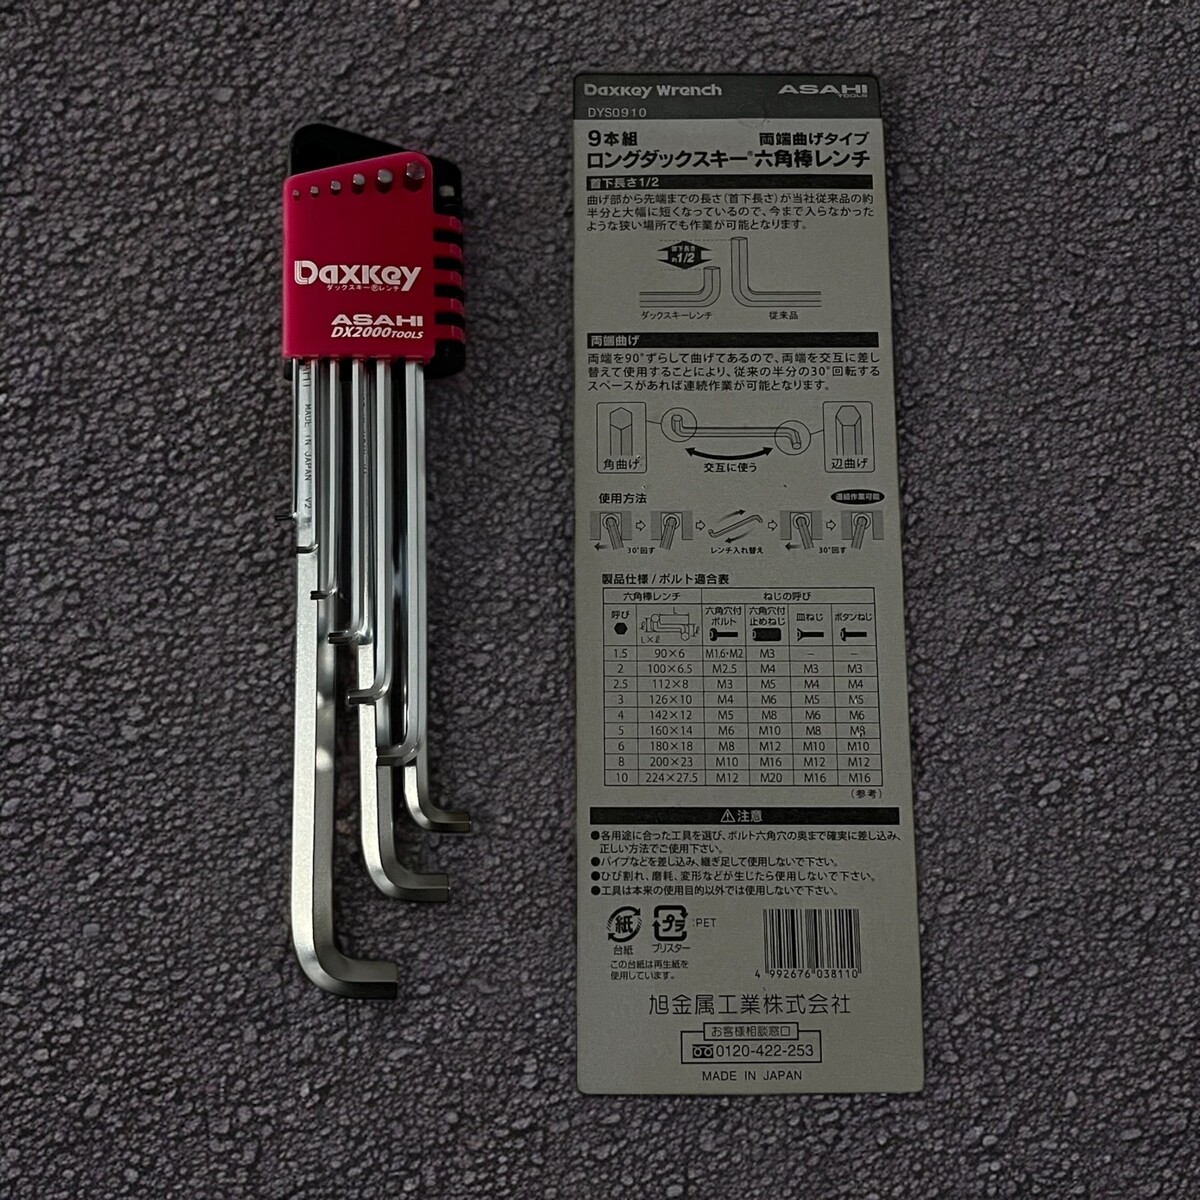 Daxkey
ダックスキー®レンチ
ASAHI
DX2000TOOLS
MADE IN JAPAN V2
Daxkey Wrench
ASAHI
TOOLS
DYS0910
9本組 両端曲げタイプ
ロングダックスキー®六角棒レンチ
首下長さ1/2
曲げ部から先端までの長さ(首下長さ)が当社従来品の約
半分と大幅に短くなっているので、今まで入らなかった
ような狭い場所でも作業が可能となります。
首下長さ
約1/2
ダックスキーレンチ 従来品
両端曲げ
両端を90°ずらして曲げてあるので、両端を交互に差し
替えて使用することにより、従来の半分の30°回転する
スペースがあれば連続作業が可能となります。
角曲げ 交互に使う 辺曲げ
使用方法 連続作業可能
30°回す レンチ入れ替え 30°回す
製品仕様/ボルト適合表
六角棒レンチ ねじの呼び
呼び L ℓ L×ℓ 六角穴付ボルト 六角穴付止めねじ 皿ねじ ボタンねじ
1.5 90×6 M1.6・M2 M3 − −
2 100×6.5 M2.5 M4 M3 M3
2.5 112×8 M3 M5 M4 M4
3 126×10 M4 M6 M5 M5
4 142×12 M5 M8 M6 M6
5 160×14 M6 M10 M8 M8
6 180×18 M8 M12 M10 M10
8 200×23 M10 M16 M12 M12
10 224×27.5 M12 M20 M16 M16
(参考)
⚠注意
●各用途に合った工具を選び、ボルト六角穴の奥まで確実に差し込み、
正しい方法でご使用下さい。
●パイプなどを差し込み、継ぎ足して使用しないで下さい。
●ひび割れ、磨耗、変形などが生じたら使用しないで下さい。
●工具は本来の使用目的以外では使用しないで下さい。
紙 プラ :PET
台紙 ブリスター
この台紙は再生紙を
使用しています。
4 992676 038110
旭金属工業株式会社
お客様相談窓口
0120-422-253
MADE IN JAPAN